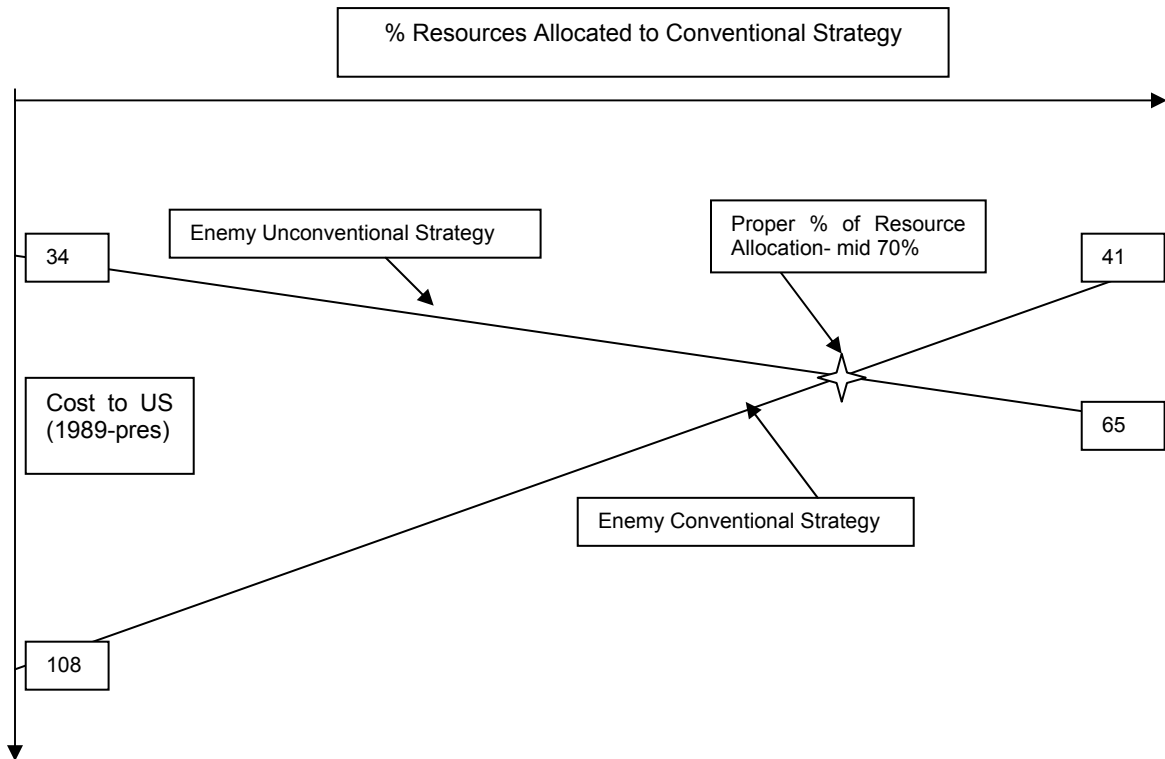 % Resources Allocated to Conventional Strategy
Enemy Unconventional Strategy
Proper % of Resource
Allocation- mid 70%
34
41
Cost to US
(1989-pres)
65
Enemy Conventional Strategy
108